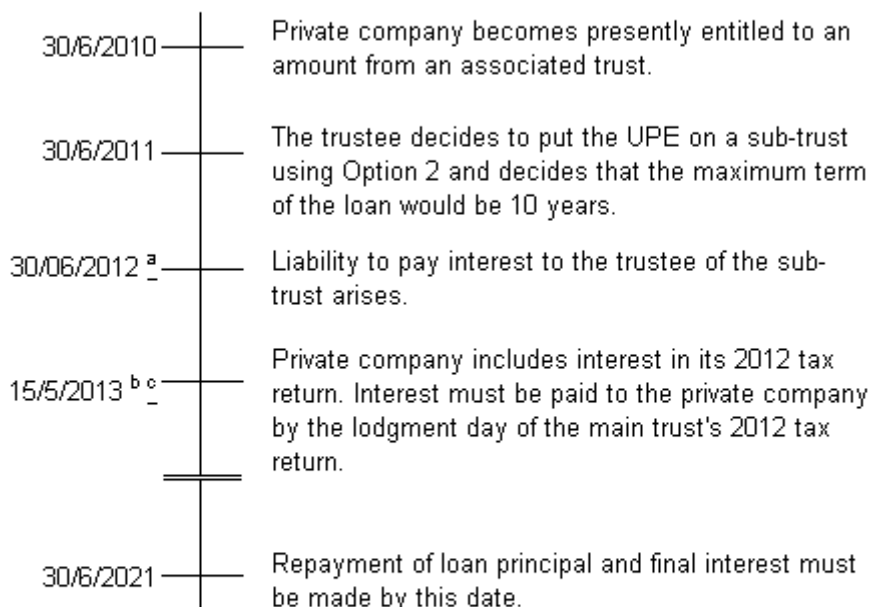 30/6/2010
Private company becomes presently entitled to an
amount from an associated trust.
30/6/2011
The trustee decides to put the UPE on a sub-trust
using Option 2 and decides that the maximum term
of the loan would be 10 years.
30/06/2012 a
Liability to pay interest to the trustee of the sub-
trust arises.
15/5/2013 b c
Private company includes interest in its 2012 tax
return. Interest must be paid to the private company
by the lodgment day of the main trust's 2012 tax
return.
30/6/2021
Repayment of loan principal and final interest must
be made by this date.